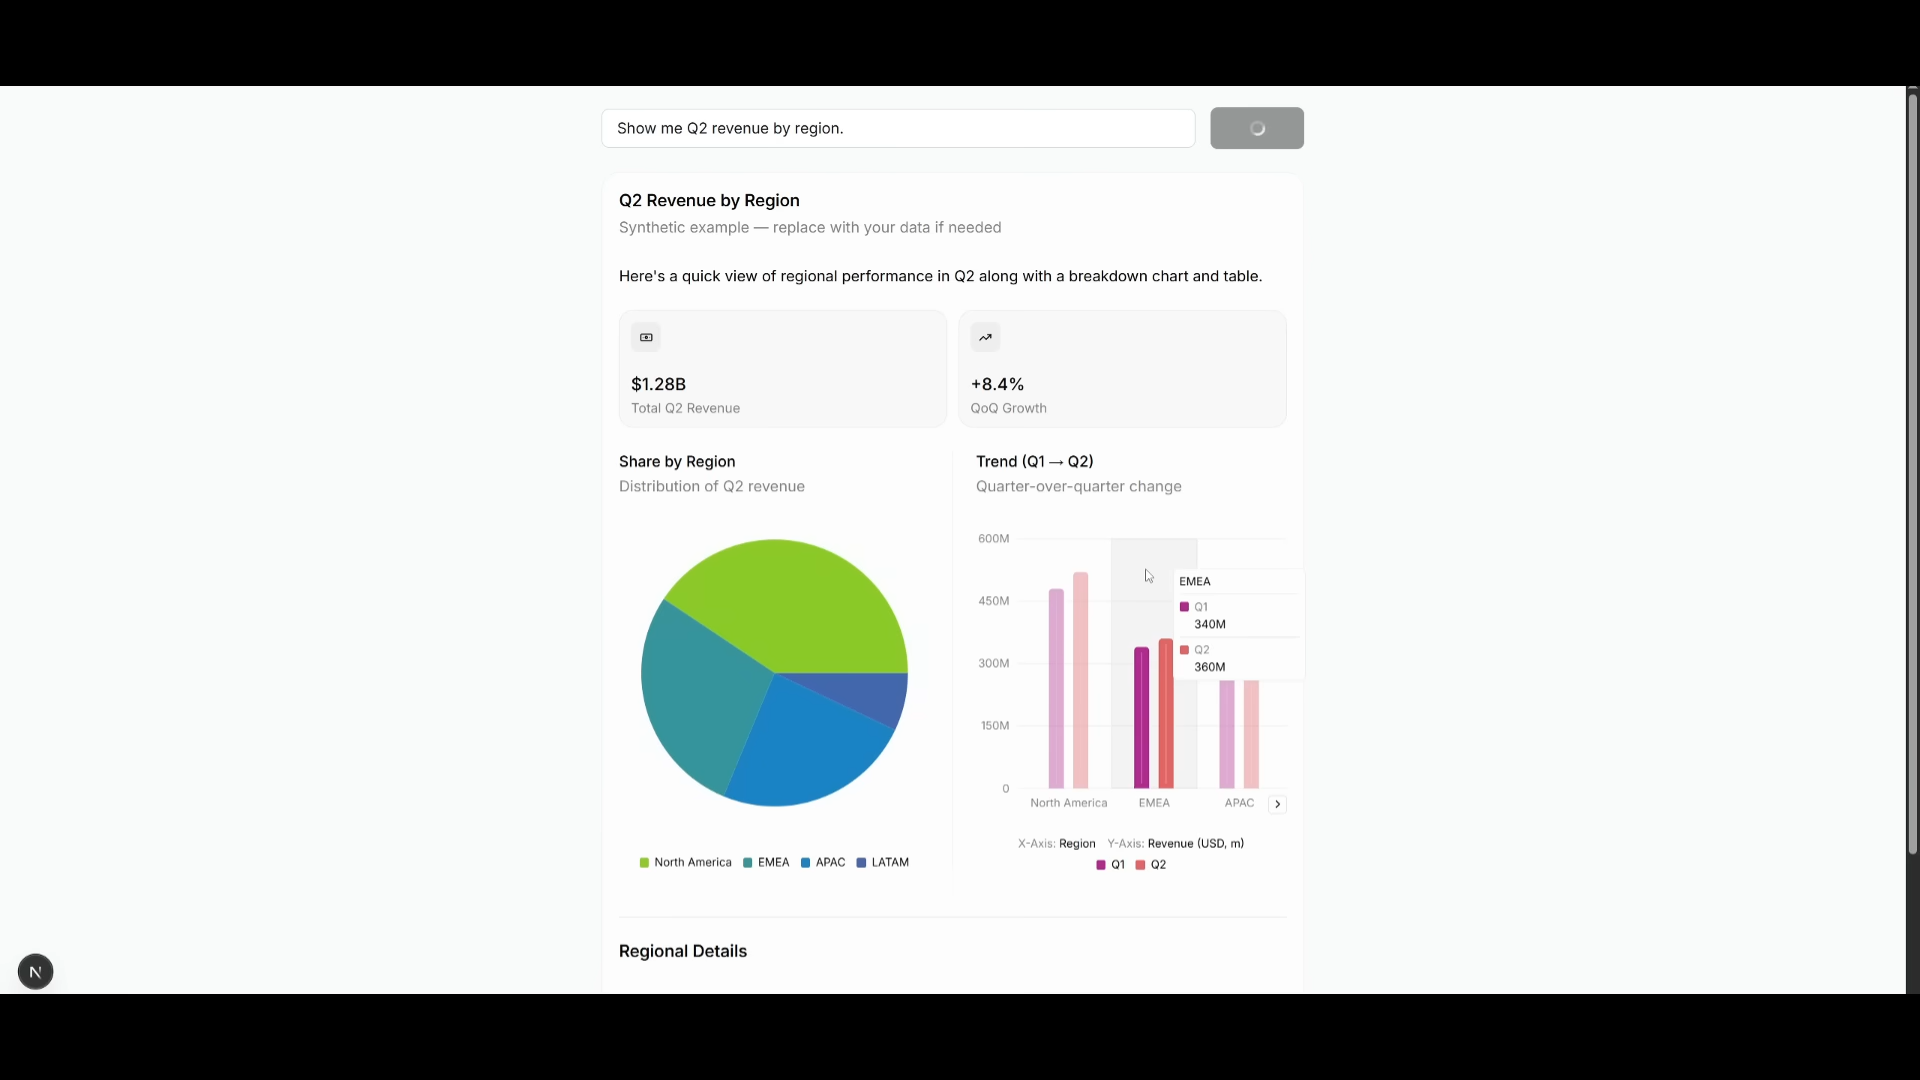 Show me Q2 revenue by region.
Q2 Revenue by Region
Synthetic example — replace with your data if needed
Here's a quick view of regional performance in Q2 along with a breakdown chart and table.
$1.28B
Total Q2 Revenue
+8.4%
QoQ Growth
Share by Region
Distribution of Q2 revenue
North America
EMEA
APAC
LATAM
Trend (Q1 → Q2)
Quarter-over-quarter change
600M
450M
300M
150M
0
EMEA
Q1
340M
Q2
360M
North America
EMEA
APAC
X-Axis: Region Y-Axis: Revenue (USD, m)
Q1
Q2
Regional Details
N